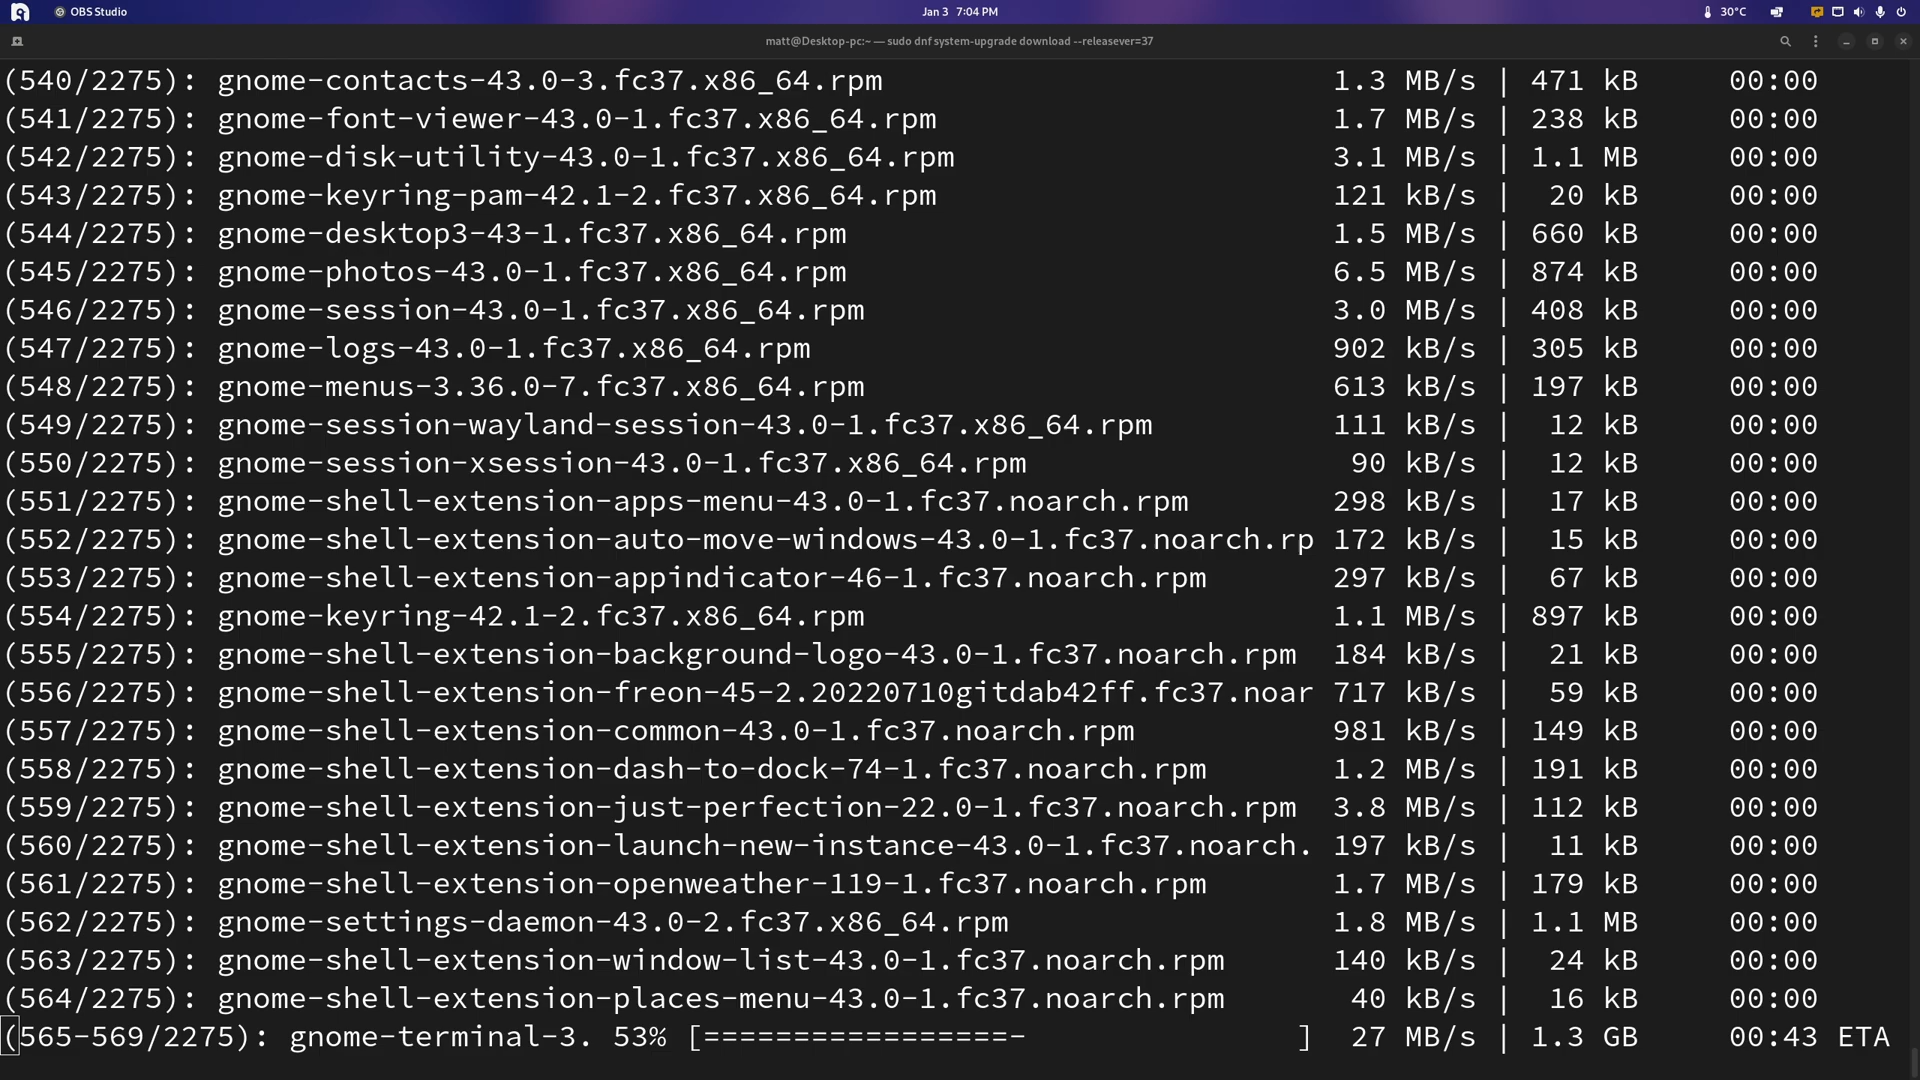 OBS Studio
Jan 3 7:04 PM
30°C
matt@Desktop-pc:~ — sudo dnf system-upgrade download --releasever=37
(540/2275): gnome-contacts-43.0-3.fc37.x86_64.rpm 1.3 MB/s | 471 kB 00:00
(541/2275): gnome-font-viewer-43.0-1.fc37.x86_64.rpm 1.7 MB/s | 238 kB 00:00
(542/2275): gnome-disk-utility-43.0-1.fc37.x86_64.rpm 3.1 MB/s | 1.1 MB 00:00
(543/2275): gnome-keyring-pam-42.1-2.fc37.x86_64.rpm 121 kB/s | 20 kB 00:00
(544/2275): gnome-desktop3-43-1.fc37.x86_64.rpm 1.5 MB/s | 660 kB 00:00
(545/2275): gnome-photos-43.0-1.fc37.x86_64.rpm 6.5 MB/s | 874 kB 00:00
(546/2275): gnome-session-43.0-1.fc37.x86_64.rpm 3.0 MB/s | 408 kB 00:00
(547/2275): gnome-logs-43.0-1.fc37.x86_64.rpm 902 kB/s | 305 kB 00:00
(548/2275): gnome-menus-3.36.0-7.fc37.x86_64.rpm 613 kB/s | 197 kB 00:00
(549/2275): gnome-session-wayland-session-43.0-1.fc37.x86_64.rpm 111 kB/s | 12 kB 00:00
(550/2275): gnome-session-xsession-43.0-1.fc37.x86_64.rpm 90 kB/s | 12 kB 00:00
(551/2275): gnome-shell-extension-apps-menu-43.0-1.fc37.noarch.rpm 298 kB/s | 17 kB 00:00
(552/2275): gnome-shell-extension-auto-move-windows-43.0-1.fc37.noarch.rp 172 kB/s | 15 kB 00:00
(553/2275): gnome-shell-extension-appindicator-46-1.fc37.noarch.rpm 297 kB/s | 67 kB 00:00
(554/2275): gnome-keyring-42.1-2.fc37.x86_64.rpm 1.1 MB/s | 897 kB 00:00
(555/2275): gnome-shell-extension-background-logo-43.0-1.fc37.noarch.rpm 184 kB/s | 21 kB 00:00
(556/2275): gnome-shell-extension-freon-45-2.20220710gitdab42ff.fc37.noar 717 kB/s | 59 kB 00:00
(557/2275): gnome-shell-extension-common-43.0-1.fc37.noarch.rpm 981 kB/s | 149 kB 00:00
(558/2275): gnome-shell-extension-dash-to-dock-74-1.fc37.noarch.rpm 1.2 MB/s | 191 kB 00:00
(559/2275): gnome-shell-extension-just-perfection-22.0-1.fc37.noarch.rpm 3.8 MB/s | 112 kB 00:00
(560/2275): gnome-shell-extension-launch-new-instance-43.0-1.fc37.noarch. 197 kB/s | 11 kB 00:00
(561/2275): gnome-shell-extension-openweather-119-1.fc37.noarch.rpm 1.7 MB/s | 179 kB 00:00
(562/2275): gnome-settings-daemon-43.0-2.fc37.x86_64.rpm 1.8 MB/s | 1.1 MB 00:00
(563/2275): gnome-shell-extension-window-list-43.0-1.fc37.noarch.rpm 140 kB/s | 24 kB 00:00
(564/2275): gnome-shell-extension-places-menu-43.0-1.fc37.noarch.rpm 40 kB/s | 16 kB 00:00
(565-569/2275): gnome-terminal-3. 53% [=================- ] 27 MB/s | 1.3 GB 00:43 ETA